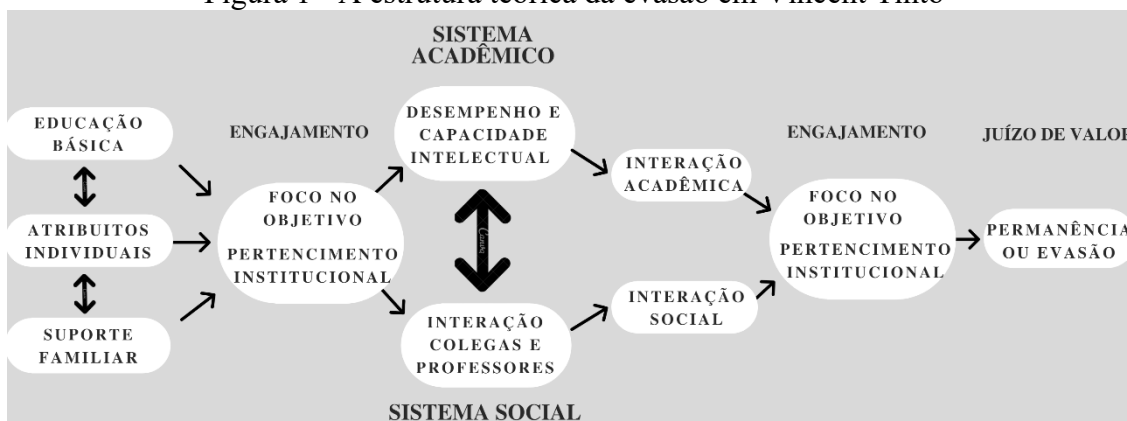 Figura 1 - A estrutura teórica da evasão em Vincent Tinto
SISTEMA
ACADÊMICO
EDUCAÇÃO
BÁSICA
ATRIBUITOS
INDIVIDUAIS
SUPORTE
FAMILIAR
ENGAJAMENTO
FOCO NO
OBJETIVO
PERTENCIMENTO
INSTITUCIONAL
DESEMPENHO E
CAPACIDADE
INTELECTUAL
Canva
INTERAÇÃO
COLEGAS E
PROFESSORES
SISTEMA SOCIAL
INTERAÇÃO
ACADÊMICA
INTERAÇÃO
SOCIAL
ENGAJAMENTO
FOCO NO
OBJETIVO
PERTENCIMENTO
INSTITUCIONAL
JUÍZO DE VALOR
PERMANÊNCIA
OU EVASÃO